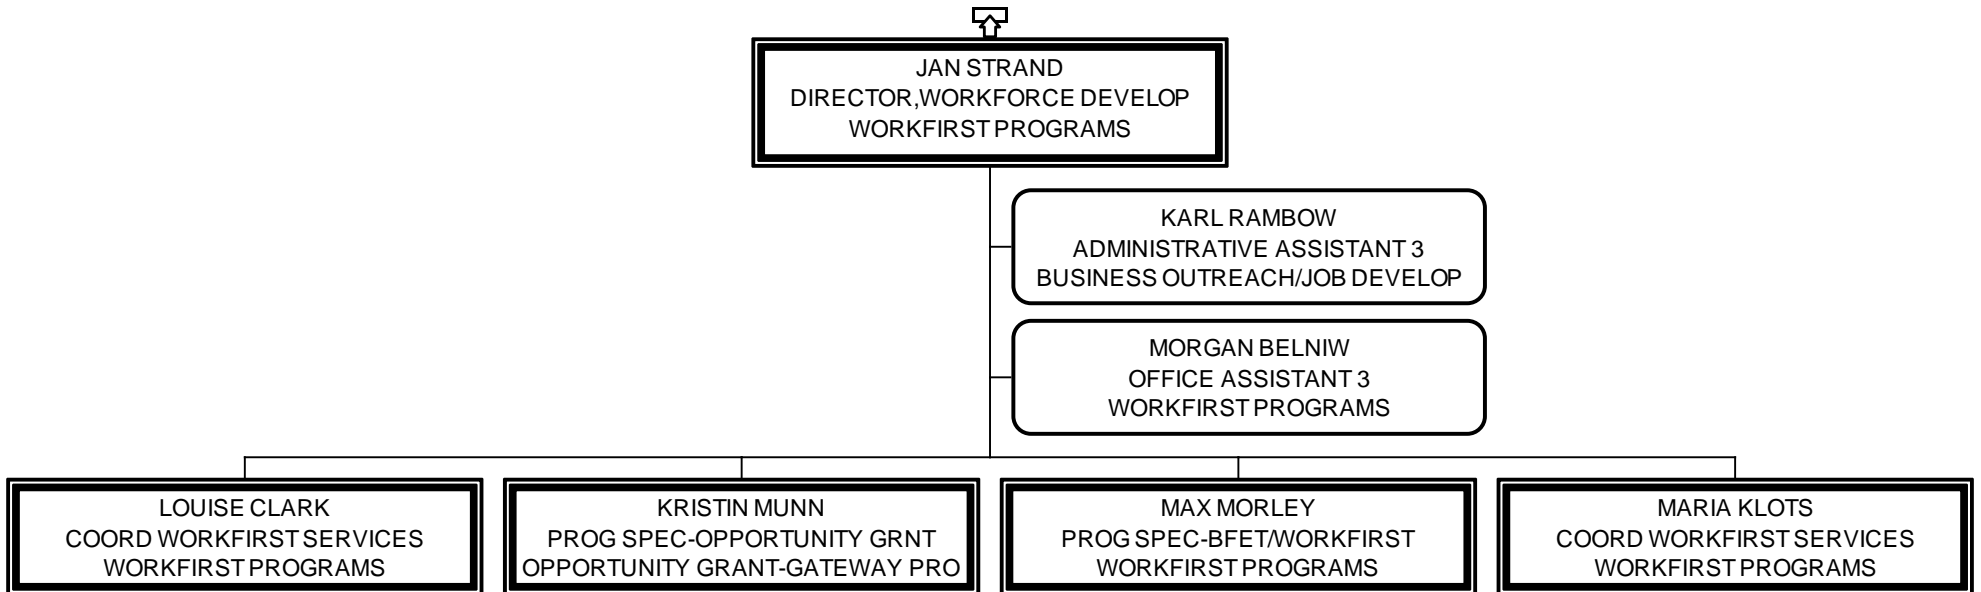 JAN STRAND
DIRECTOR,WORKFORCE DEVELOP
WORKFIRST PROGRAMS
KARL RAMBOW
ADMINISTRATIVE ASSISTANT 3
BUSINESS OUTREACH/JOB DEVELOP
MORGAN BELNIW
OFFICE ASSISTANT 3
WORKFIRST PROGRAMS
LOUISE CLARK
COORD WORKFIRST SERVICES
WORKFIRST PROGRAMS
KRISTIN MUNN
PROG SPEC-OPPORTUNITY GRNT
OPPORTUNITY GRANT-GATEWAY PRO
MAX MORLEY
PROG SPEC-BFET/WORKFIRST
WORKFIRST PROGRAMS
MARIA KLOTS
COORD WORKFIRST SERVICES
WORKFIRST PROGRAMS